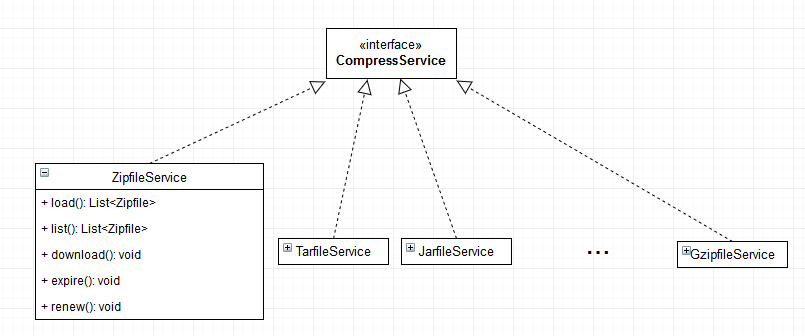 «interface»
CompressService
ZipfileService
+ load(): List<Zipfile>
+ list(): List<Zipfile>
+ download(): void
+ expire(): void
+ renew(): void
TarfileService
JarfileService
...
GzipfileService